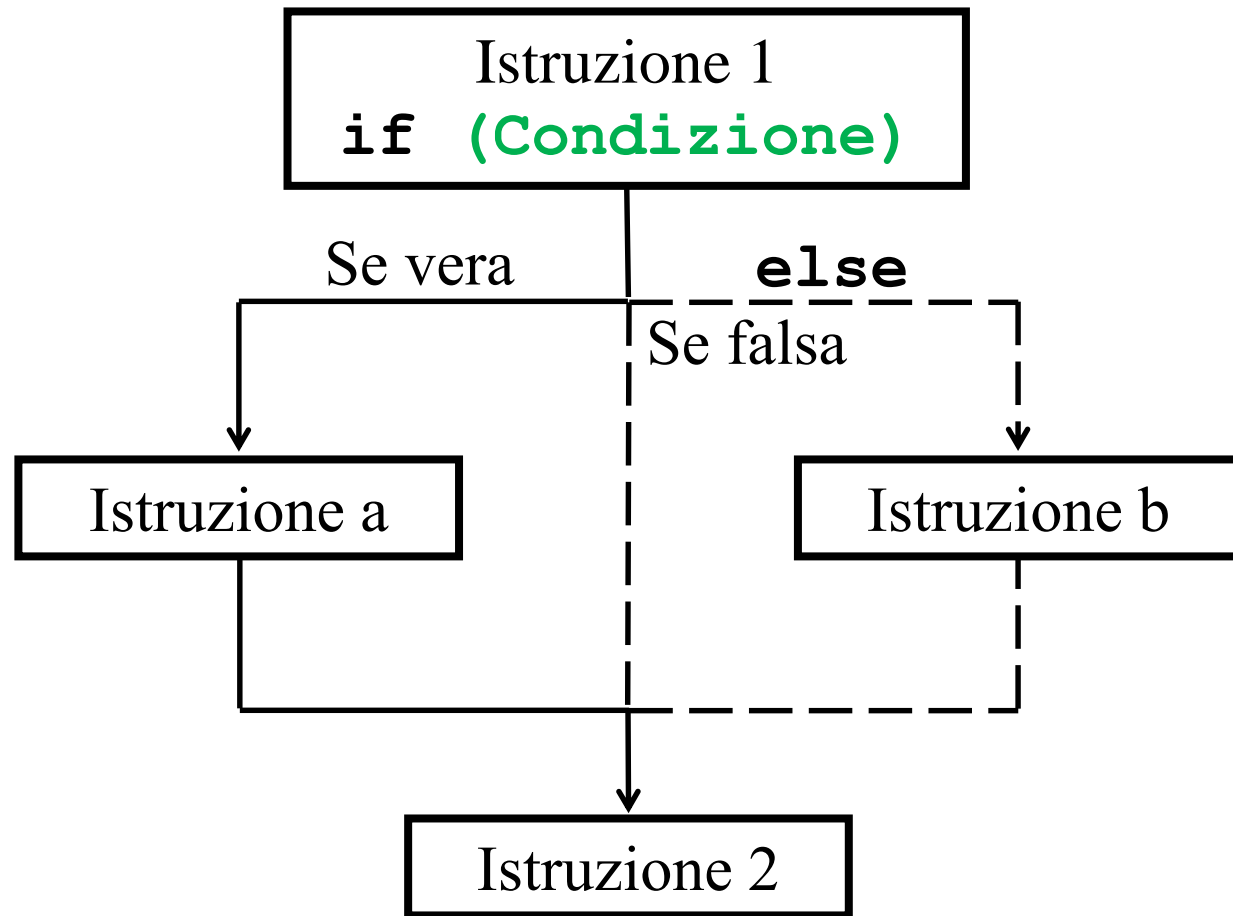 Istruzione 1
if (Condizione)
Se vera
else
Se falsa
Istruzione a
Istruzione b
Istruzione 2